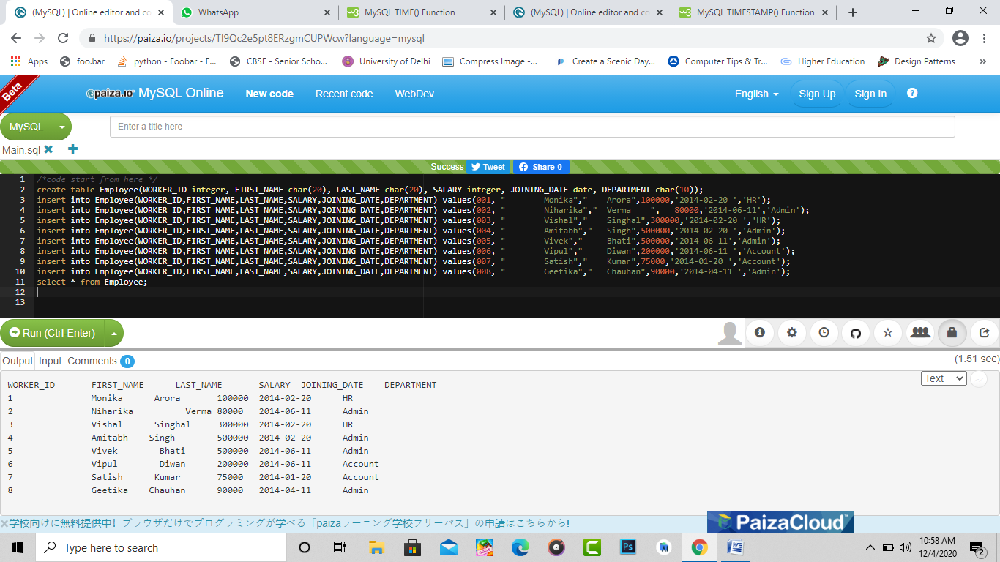 (MySQL) | Online editor and co
WhatsApp
MySQL TIME() Function
(MySQL) | Online editor and co
MySQL TIMESTAMP() Function
https://paiza.io/projects/TI9Qc2e5pt8ERzgmCUPWcw?language=mysql
Apps foo.bar python - Foobar - E... CBSE - Senior Scho... University of Delhi Compress Image -... Create a Scenic Day... Computer Tips & Tr... Higher Education Design Patterns »
Beta
paiza.io MySQL Online New code Recent code WebDev English Sign Up Sign In ?
MySQL Enter a title here
Main.sql
Success Tweet Share 0
1 /*code start from here */
2 create table Employee(WORKER_ID integer, FIRST_NAME char(20), LAST_NAME char(20), SALARY integer, JOINING_DATE date, DEPARTMENT char(10));
3 insert into Employee(WORKER_ID,FIRST_NAME,LAST_NAME,SALARY,JOINING_DATE,DEPARTMENT) values(001, "        Monika","    Arora",100000,'2014-02-20 ','HR');
4 insert into Employee(WORKER_ID,FIRST_NAME,LAST_NAME,SALARY,JOINING_DATE,DEPARTMENT) values(002, "        Niharika","  Verma    ",   80000,'2014-06-11','Admin');
5 insert into Employee(WORKER_ID,FIRST_NAME,LAST_NAME,SALARY,JOINING_DATE,DEPARTMENT) values(003, "        Vishal","    Singhal",300000,'2014-02-20 ','HR');
6 insert into Employee(WORKER_ID,FIRST_NAME,LAST_NAME,SALARY,JOINING_DATE,DEPARTMENT) values(004, "        Amitabh","   Singh",500000,'2014-02-20 ','Admin');
7 insert into Employee(WORKER_ID,FIRST_NAME,LAST_NAME,SALARY,JOINING_DATE,DEPARTMENT) values(005, "        Vivek","     Bhati",500000,'2014-06-11','Admin');
8 insert into Employee(WORKER_ID,FIRST_NAME,LAST_NAME,SALARY,JOINING_DATE,DEPARTMENT) values(006, "        Vipul","     Diwan",200000,'2014-06-11 ','Account');
9 insert into Employee(WORKER_ID,FIRST_NAME,LAST_NAME,SALARY,JOINING_DATE,DEPARTMENT) values(007, "        Satish","    Kumar",75000,'2014-01-20 ','Account');
10 insert into Employee(WORKER_ID,FIRST_NAME,LAST_NAME,SALARY,JOINING_DATE,DEPARTMENT) values(008, "        Geetika","   Chauhan",90000,'2014-04-11 ','Admin');
11 select * from Employee;
12
13
Run (Ctrl-Enter)
Output Input Comments 0 (1.51 sec)
Text
WORKER_ID FIRST_NAME LAST_NAME SALARY JOINING_DATE DEPARTMENT
1 Monika Arora 100000 2014-02-20 HR
2 Niharika Verma 80000 2014-06-11 Admin
3 Vishal Singhal 300000 2014-02-20 HR
4 Amitabh Singh 500000 2014-02-20 Admin
5 Vivek Bhati 500000 2014-06-11 Admin
6 Vipul Diwan 200000 2014-06-11 Account
7 Satish Kumar 75000 2014-01-20 Account
8 Geetika Chauhan 90000 2014-04-11 Admin
学校向けに無料提供中！ブラウザだけでプログラミングが学べる「paizaラーニング学校フリーパス」の申請はこちらから!
PaizaCloud
Type here to search
10:58 AM
12/4/2020
2